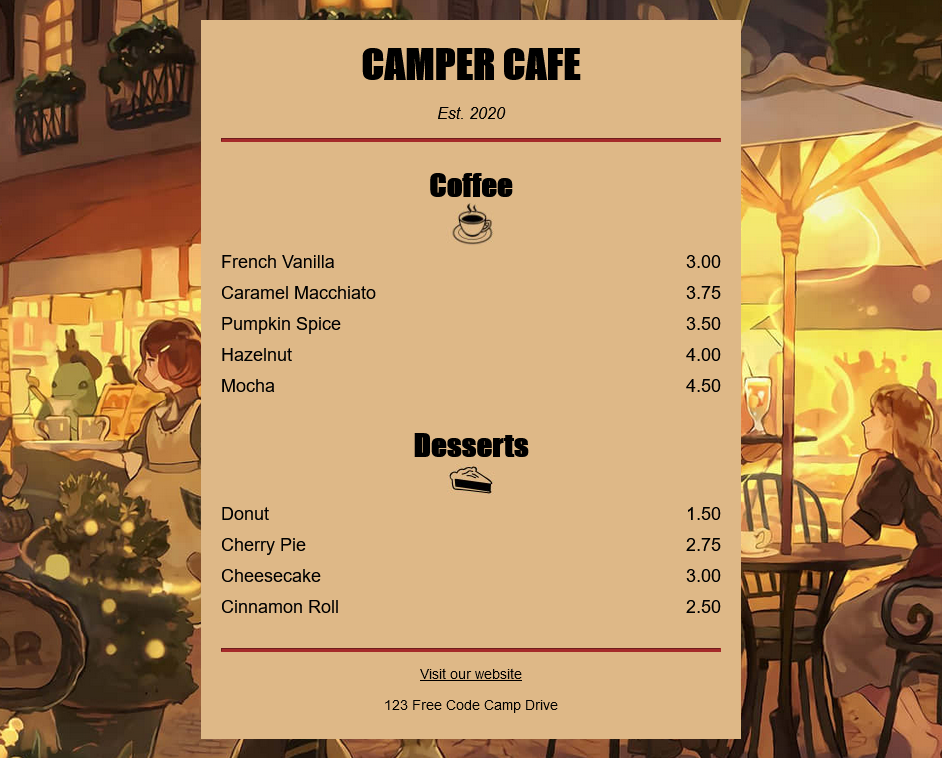 CAMPER CAFE
Est. 2020
Coffee
French Vanilla 3.00
Caramel Macchiato 3.75
Pumpkin Spice 3.50
Hazelnut 4.00
Mocha 4.50
Desserts
Donut 1.50
Cherry Pie 2.75
Cheesecake 3.00
Cinnamon Roll 2.50
Visit our website
123 Free Code Camp Drive